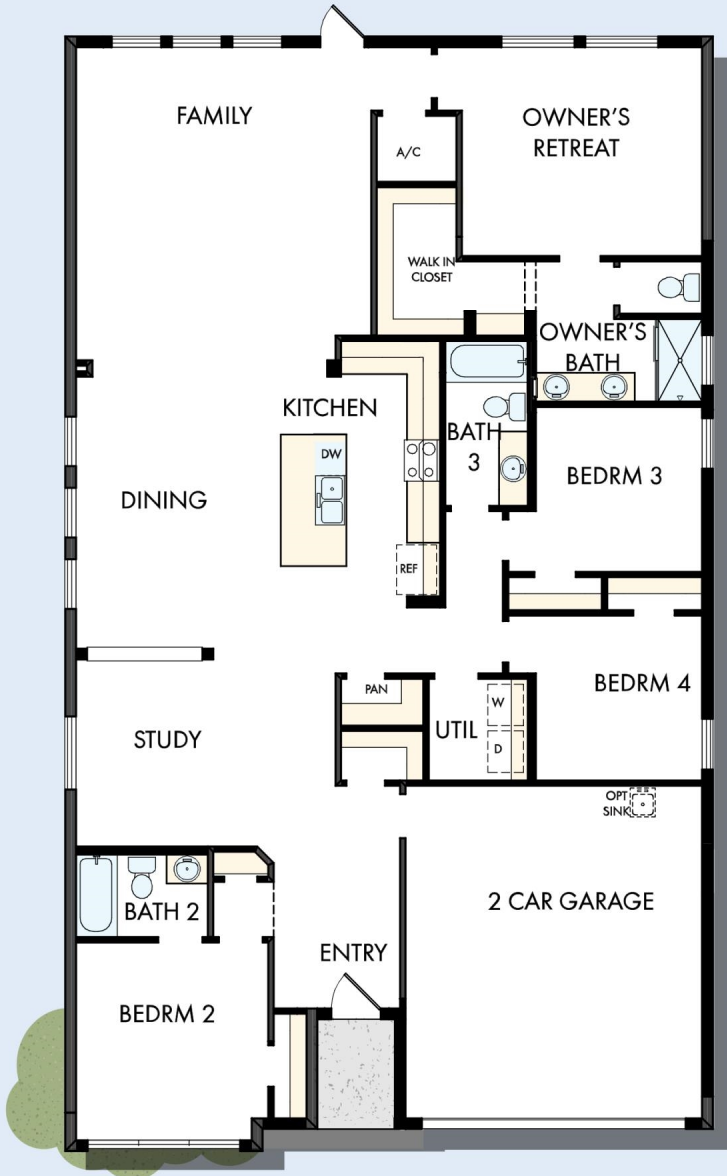 FAMILY
OWNER'S
RETREAT
A/C
WALK IN
CLOSET
OWNER'S
BATH
KITCHEN
DW
BATH
3
BEDRM 3
DINING
REF
BEDRM 4
PAN
W
UTIL
D
STUDY
OPT
SINK
BATH 2
2 CAR GARAGE
ENTRY
BEDRM 2